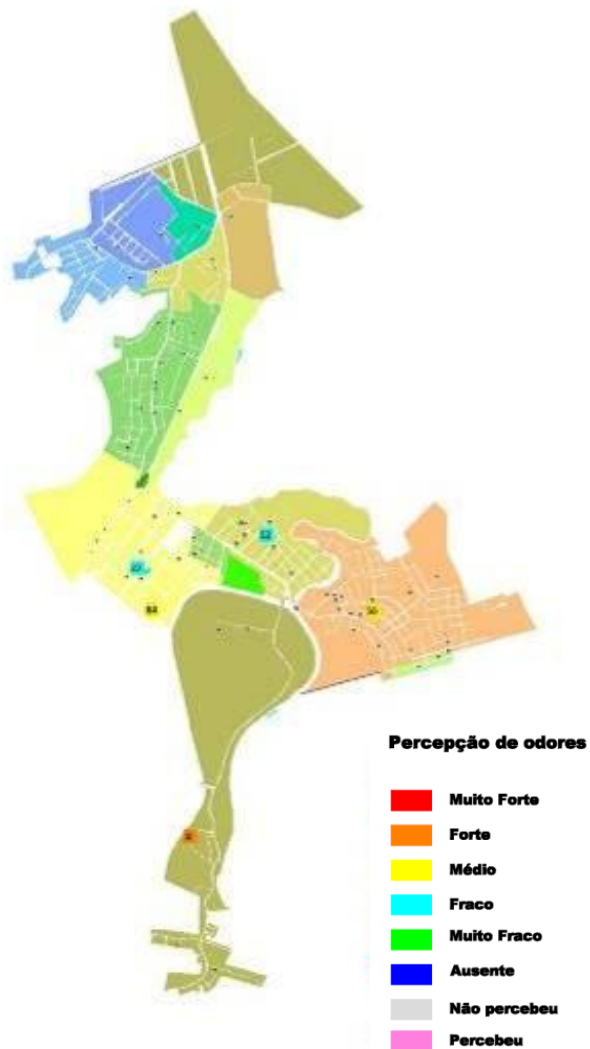 Percepção de odores
Muito Forte
Forte
Médio
Fraco
Muito Fraco
Ausente
Não percebeu
Percebeu